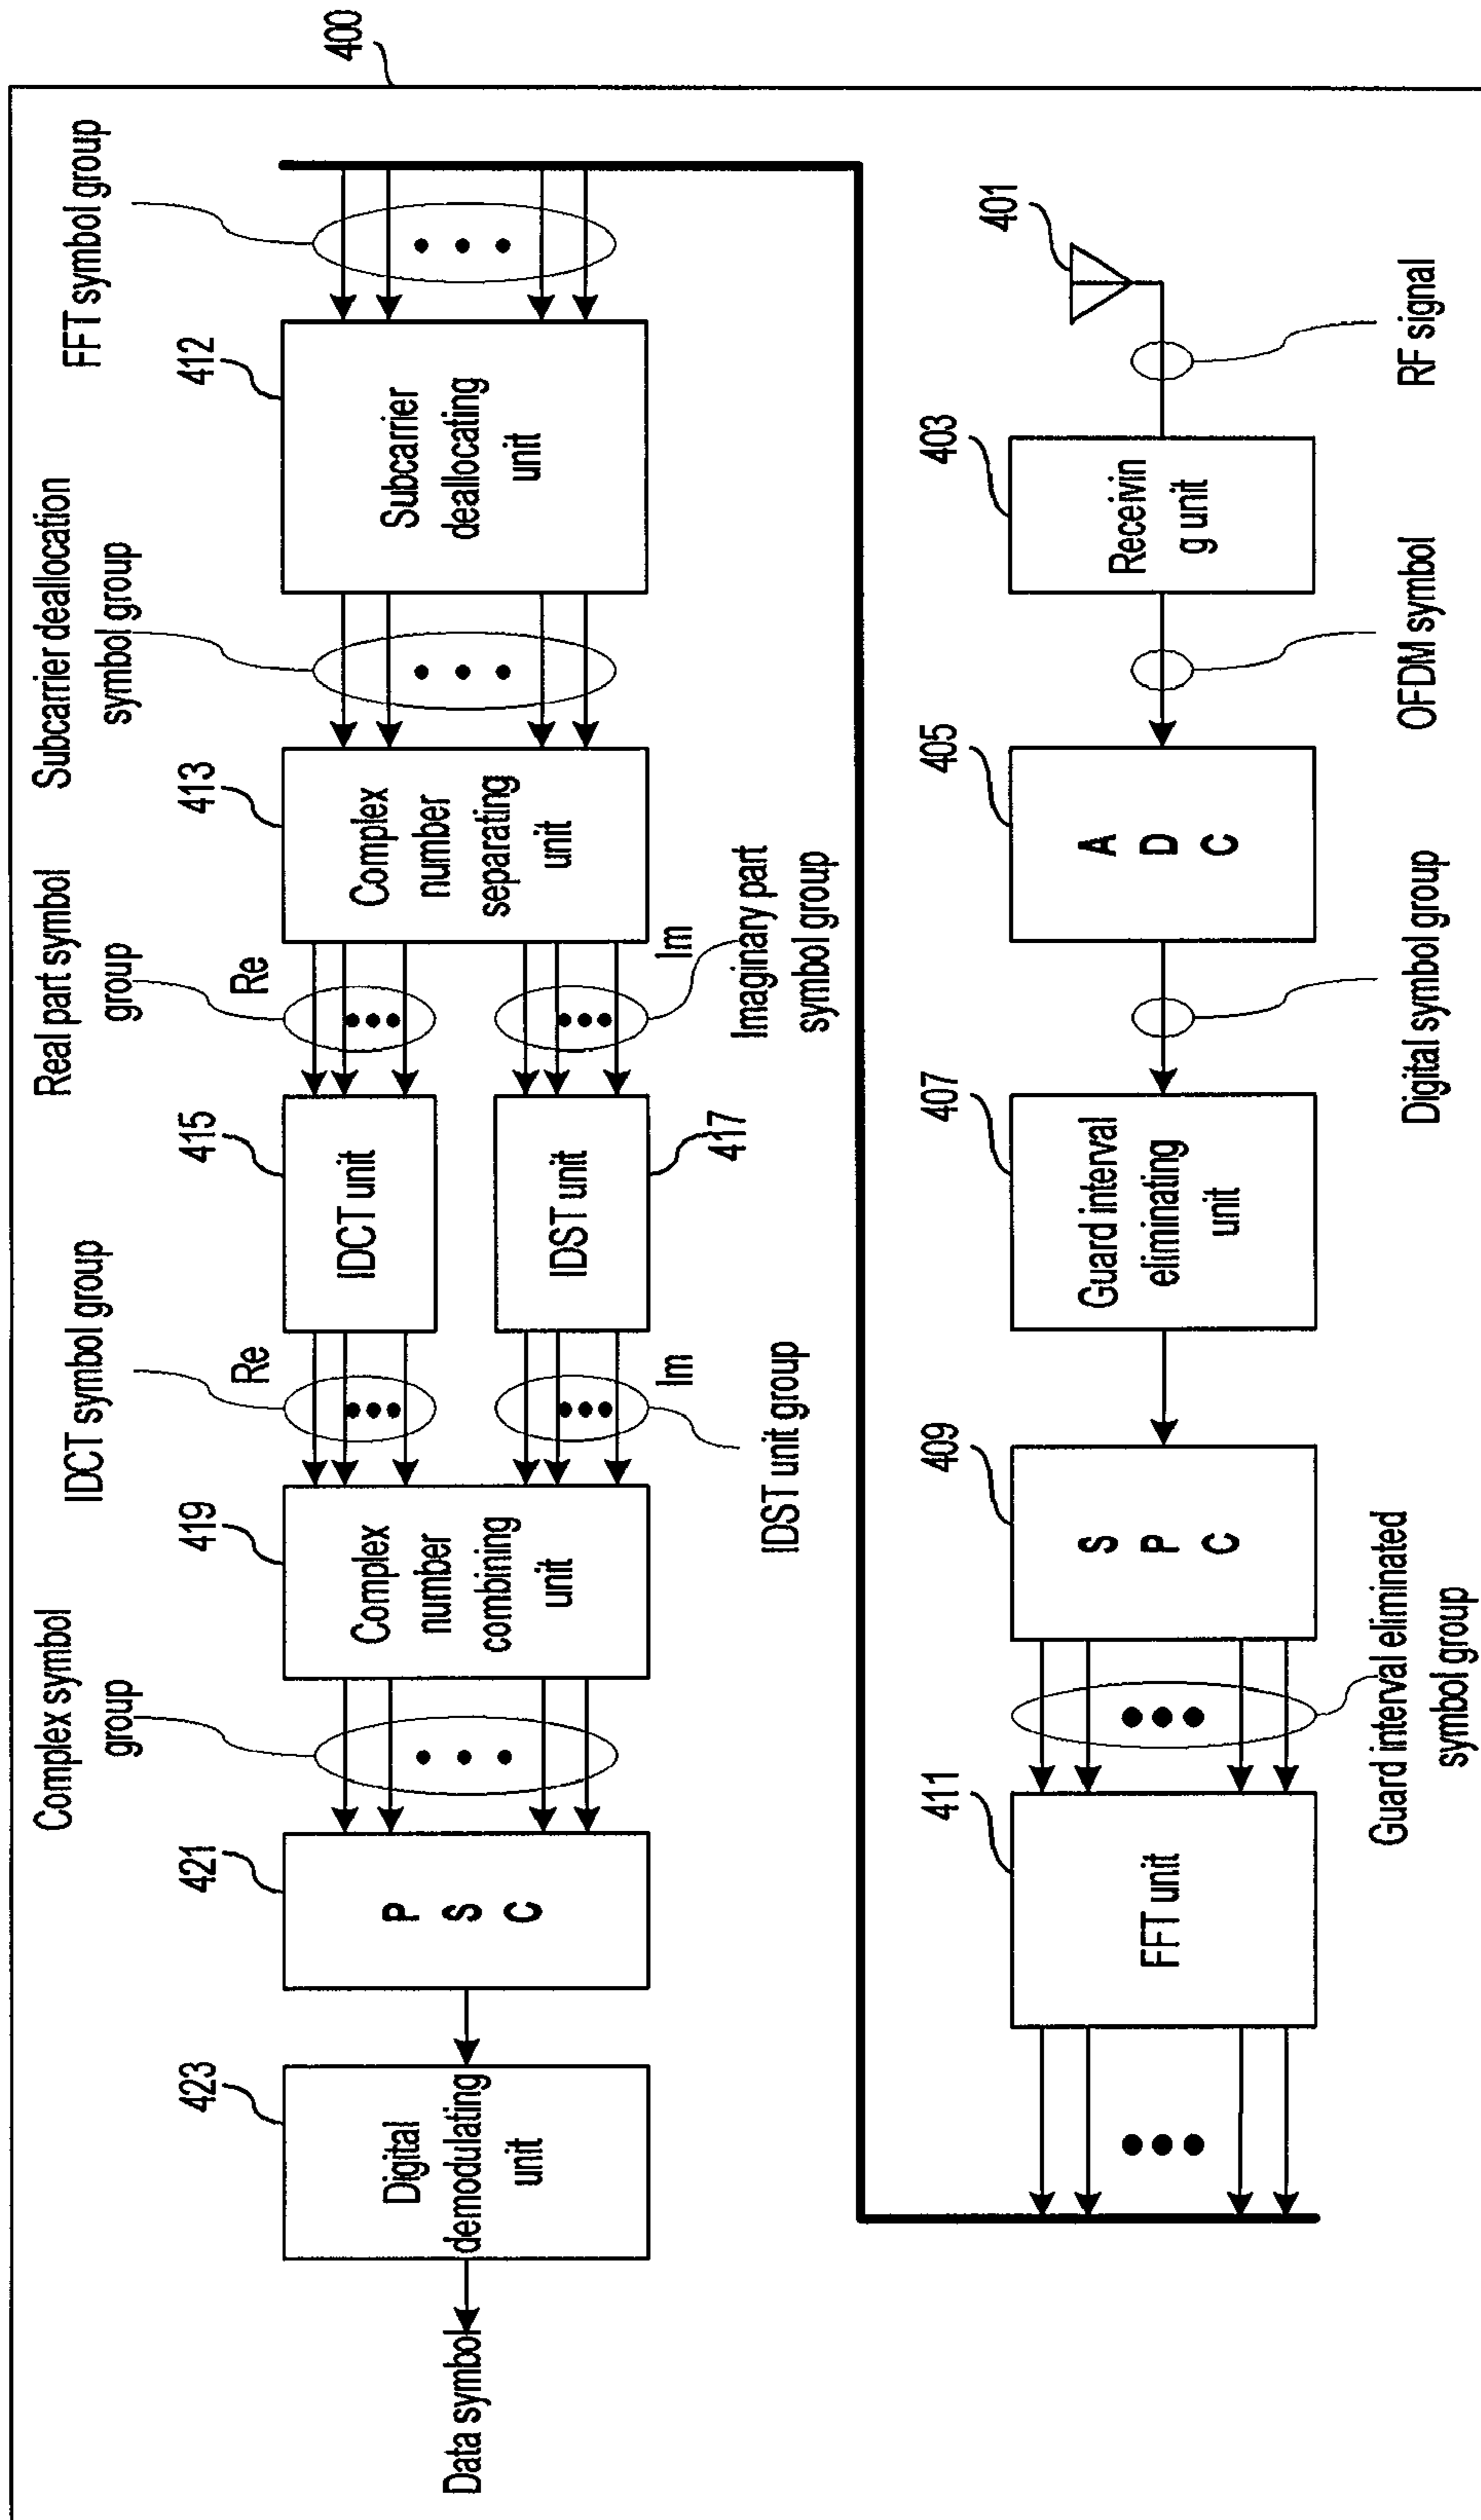 400
FFT symbol group
412
Subcarrier
deallocating
unit
Subcarrier deallocation
symbol group
413
Complex
number
separating
unit
Real part symbol
group
Re
Im
Imaginary part
symbol group
415
IDCT unit
IDST unit
417
IDCT symbol group
Re
Im
IDST unit group
419
Complex
number
combining
unit
Complex symbol
group
421
P
S
C
423
Digital
demodulating
unit
Data symbol
401
RF signal
403
Receivin
g unit
OFDM symbol
405
A
D
C
Digital symbol group
407
Guard interval
eliminating
unit
409
S
P
C
Guard interval eliminated
symbol group
411
FFT unit